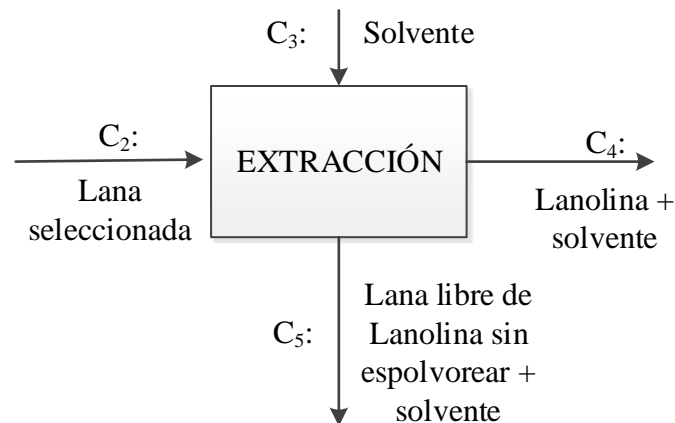 C₃: Solvente
C₂:
EXTRACCIÓN
C₄:
Lana
seleccionada
Lanolina +
solvente
C₅:
Lana libre de
Lanolina sin
espolvorear +
solvente